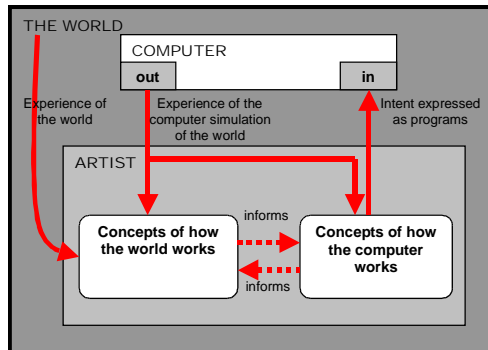 THE WORLD
COMPUTER
out
in
Experience of
the world
Experience of the
computer simulation
of the world
Intent expressed
as programs
ARTIST
Concepts of how
the world works
informs
informs
Concepts of how
the computer
works